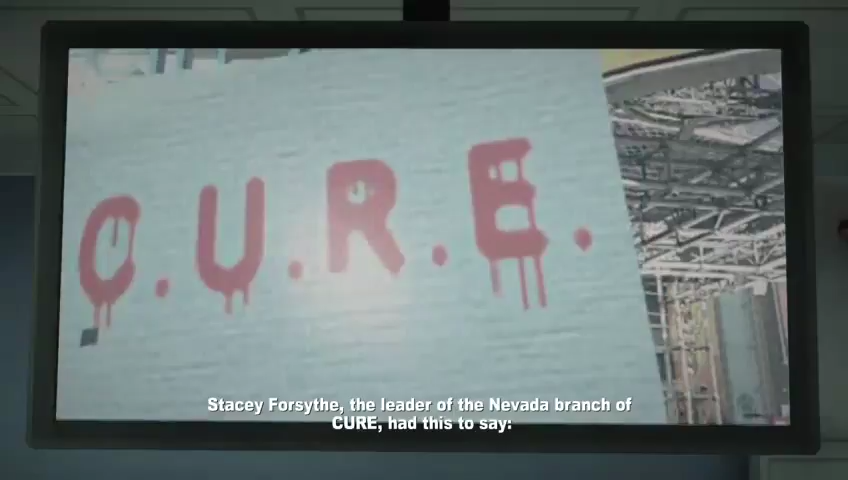 C.U.R.E.
Stacey Forsythe, the leader of the Nevada branch of
CURE, had this to say: